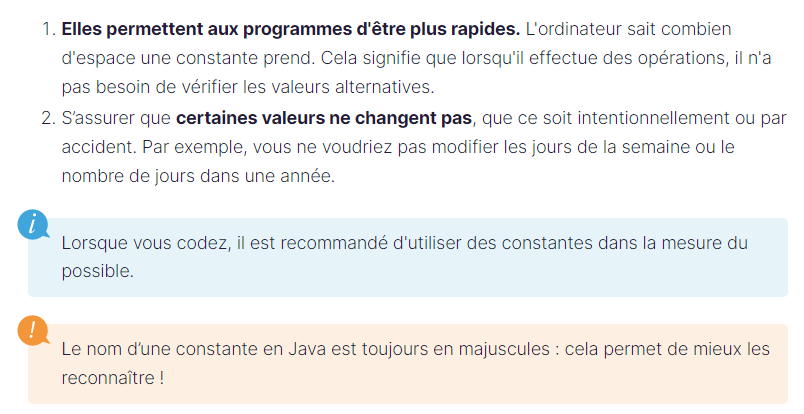 1. Elles permettent aux programmes d'être plus rapides. L'ordinateur sait combien
d'espace une constante prend. Cela signifie que lorsqu'il effectue des opérations, il n'a
pas besoin de vérifier les valeurs alternatives.
2. S’assurer que certaines valeurs ne changent pas, que ce soit intentionnellement ou par
accident. Par exemple, vous ne voudriez pas modifier les jours de la semaine ou le
nombre de jours dans une année.
i
Lorsque vous codez, il est recommandé d'utiliser des constantes dans la mesure du
possible.
!
Le nom d’une constante en Java est toujours en majuscules : cela permet de mieux les
reconnaître !